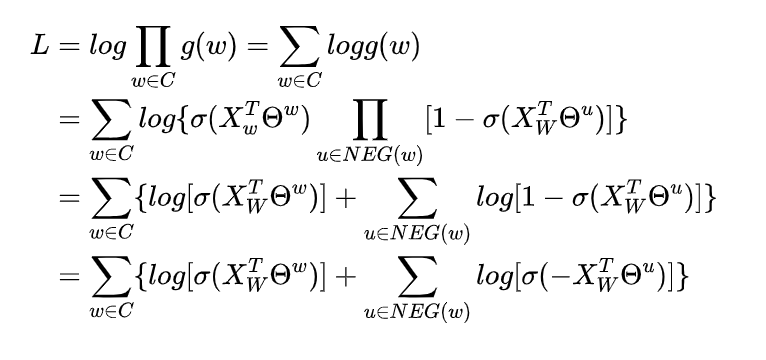 L = log ∏_{w∈C} g(w) = ∑_{w∈C} logg(w)
= ∑_{w∈C} log{σ(X_w^T Θ^w) ∏_{u∈NEG(w)} [1 − σ(X_W^T Θ^u)]}
= ∑_{w∈C} {log[σ(X_W^T Θ^w)] + ∑_{u∈NEG(w)} log[1 − σ(X_W^T Θ^u)]}
= ∑_{w∈C} {log[σ(X_W^T Θ^w)] + ∑_{u∈NEG(w)} log[σ(−X_W^T Θ^u)]}